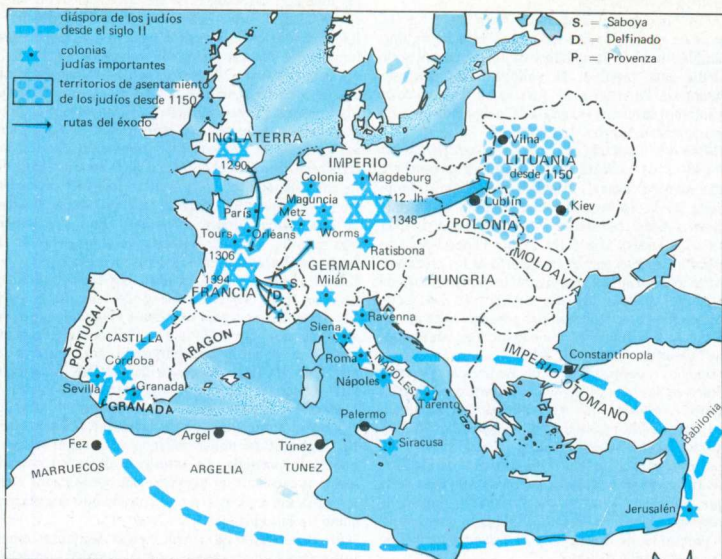 diáspora de los judíos
desde el siglo II
colonias
judías importantes
territorios de asentamiento
de los judíos desde 1150
rutas del éxodo
S. = Saboya
D. = Delfinado
P. = Provenza
INGLATERRA
1290
IMPERIO
Colonia
Magdeburg
Vilna
LITUANIA
desde 1150
12. Jh.
1348
Lublín
Kiev
POLONIA
París
Maguncia
Metz
Tours
Orleáns
Worms
Ratisbona
1306
1394
FRANCIA
GERMANICO
S.
D.
P.
HUNGRIA
MOLDAVIA
Milán
Ravenna
Siena
Roma
NAPOLES
Nápoles
Tarento
PORTUGAL
CASTILLA
ARAGON
Córdoba
Sevilla
Granada
GRANADA
IMPERIO OTOMANO
Constantinopla
Palermo
Siracusa
Fez
Argel
Túnez
MARRUECOS
ARGELIA
TUNEZ
Babilonia
Jerusalén